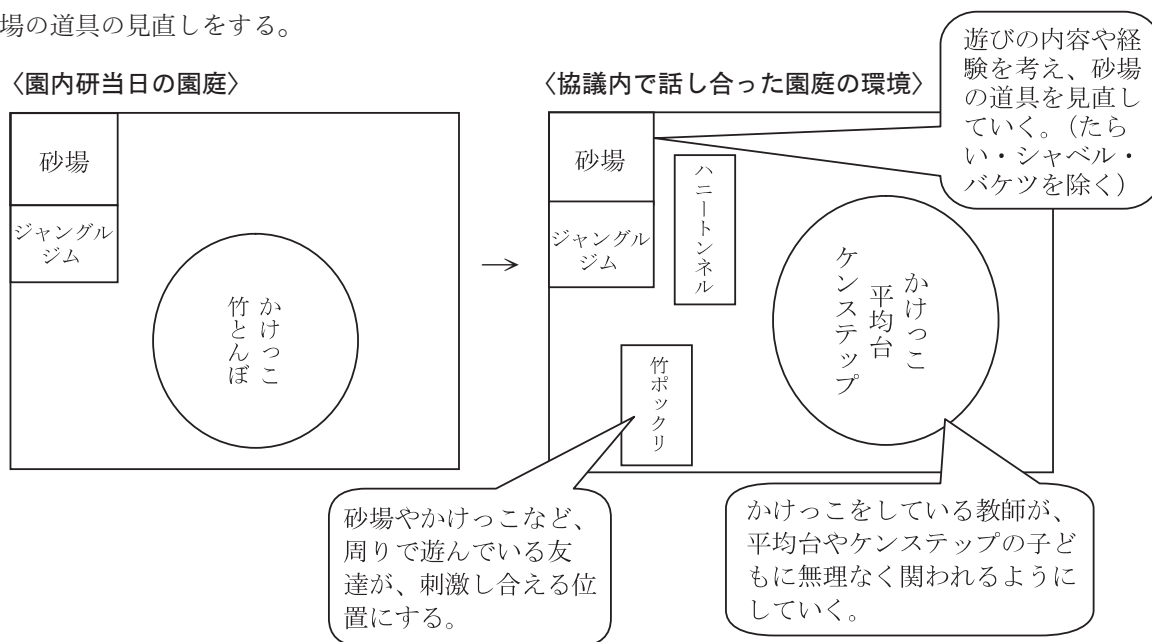 場の道具の見直しをする。
〈園内研当日の園庭〉
砂場
ジャングル
ジム
かけっこ
竹とんぼ
→
〈協議内で話し合った園庭の環境〉
砂場
ジャングル
ジム
ハニートンネル
かけっこ
平均台
ケンステップ
竹ポックリ
遊びの内容や経
験を考え、砂場
の道具を見直し
ていく。（たら
い・シャベル・
バケツを除く）
砂場やかけっこなど、
周りで遊んでいる友
達が、刺激し合える位
置にする。
かけっこをしている教師が、
平均台やケンステップの子ど
もに無理なく関われるように
していく。